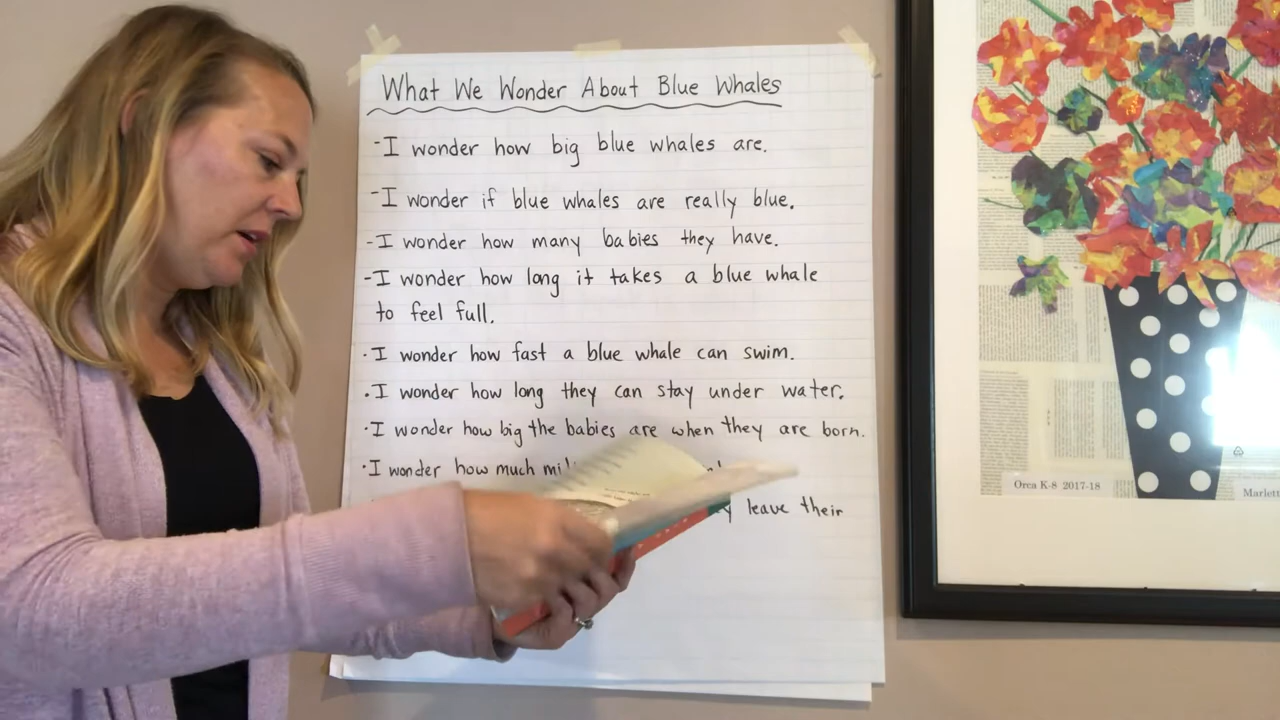 What We Wonder About Blue Whales
-I wonder how big blue whales are.
-I wonder if blue whales are really blue.
-I wonder how many babies they have.
-I wonder how long it takes a blue whale
to feel full.
·I wonder how fast a blue whale can swim.
·I wonder how long they can stay under water.
·I wonder how big the babies are when they are born.
·I wonder how much
leave their
Orca K-8 2017-18
Marlett